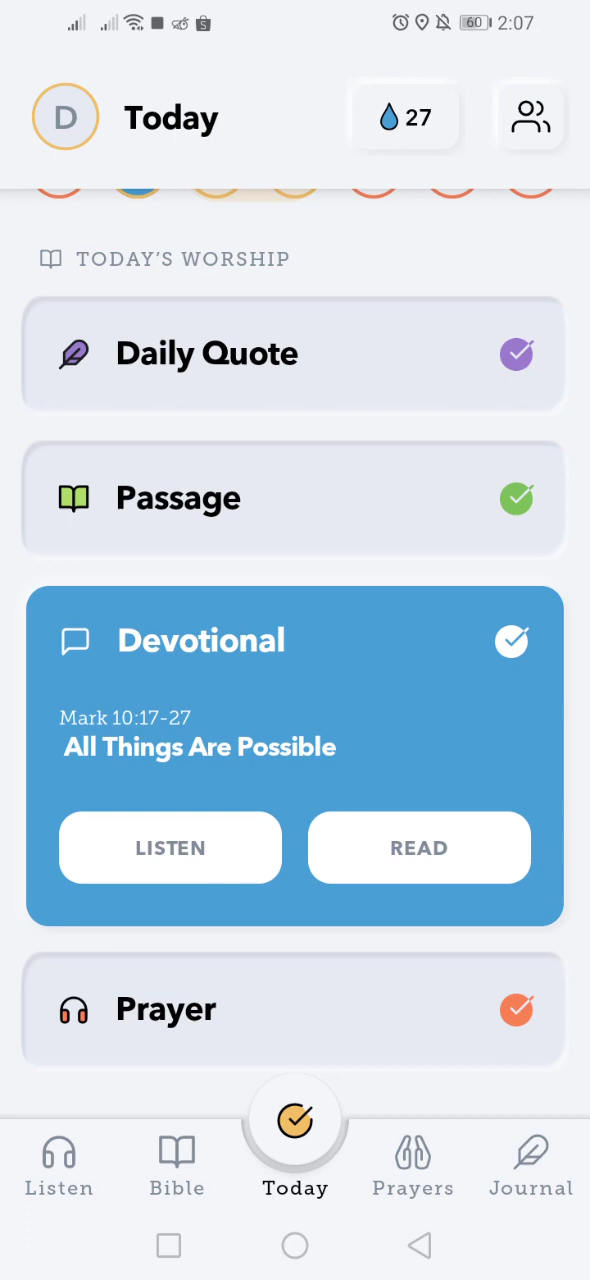 60 2:07
D Today 27
TODAY'S WORSHIP
Daily Quote
Passage
Devotional
Mark 10:17-27
All Things Are Possible
LISTEN READ
Prayer
Listen Bible Today Prayers Journal